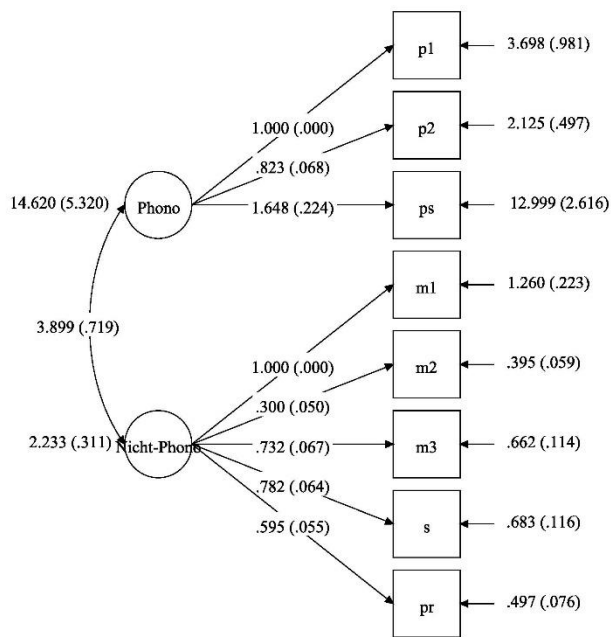 p1
3.698 (.981)
1.000 (.000)
p2
2.125 (.497)
.823 (.068)
14.620 (5.320)
Phono
1.648 (.224)
ps
12.999 (2.616)
m1
1.260 (.223)
3.899 (.719)
1.000 (.000)
m2
.395 (.059)
.300 (.050)
2.233 (.311)
Nicht-Phono
.732 (.067)
m3
.662 (.114)
.782 (.064)
s
.683 (.116)
.595 (.055)
pr
.497 (.076)